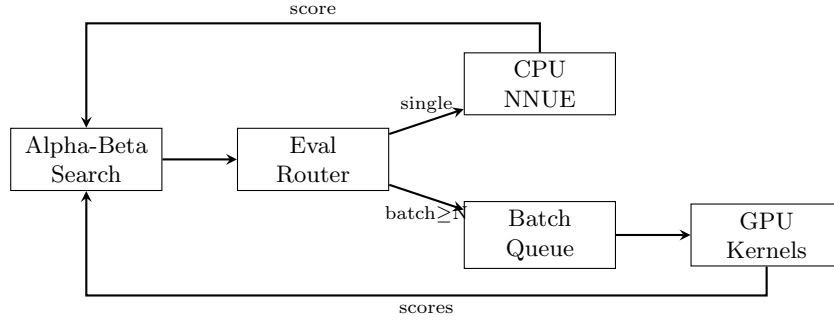 score
CPU
NNUE
single
Alpha-Beta
Search
Eval
Router
batch≥N
Batch
Queue
GPU
Kernels
scores